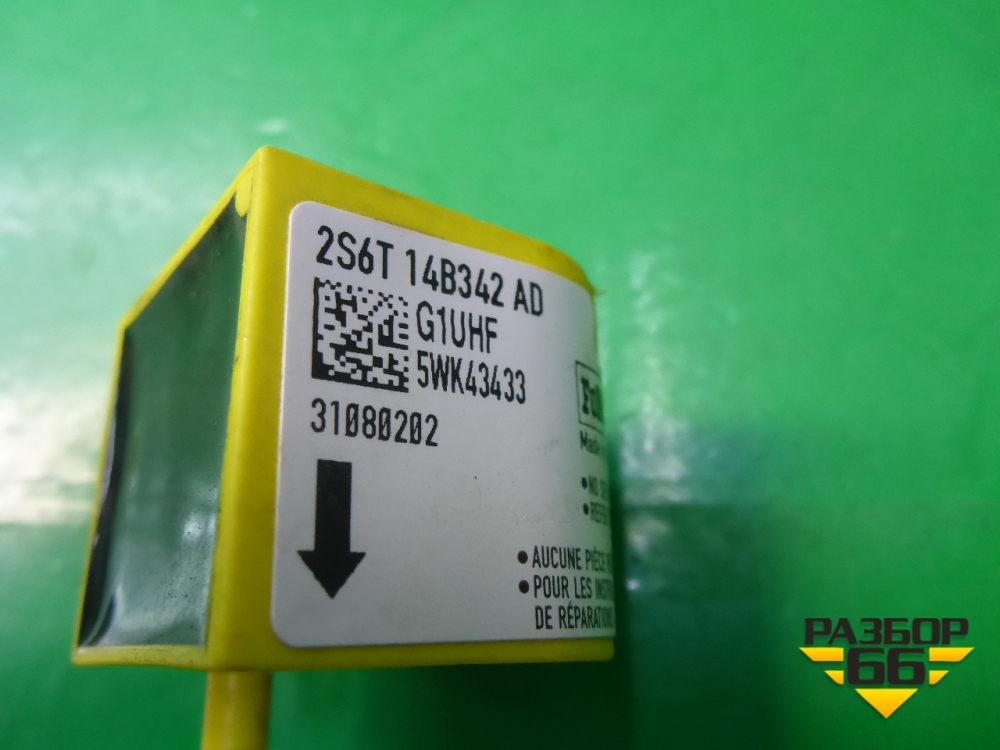 2S6T 14B342 AD
G1UHF
5WK43433
31080202
• AUCUNE PIÈCE
• POUR LES
DE RÉPARATION
РАЗБОР
66